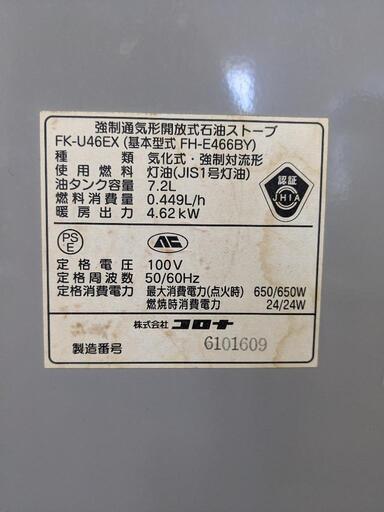 強制通気形開放式石油ストーブ
FK-U46EX (基本型式 FH-E466BY)
種類 気化式・強制対流形
使用燃料 灯油(JIS1号灯油)
油タンク容量 7.2L
燃料消費量 0.449L/h
暖房出力 4.62kW
認証
JHIA
PS
E
定格電圧 100V
定格周波数 50/60Hz
定格消費電力 最大消費電力(点火時) 650/650W
燃焼時消費電力 24/24W
株式会社 コロナ
製造番号 6101609